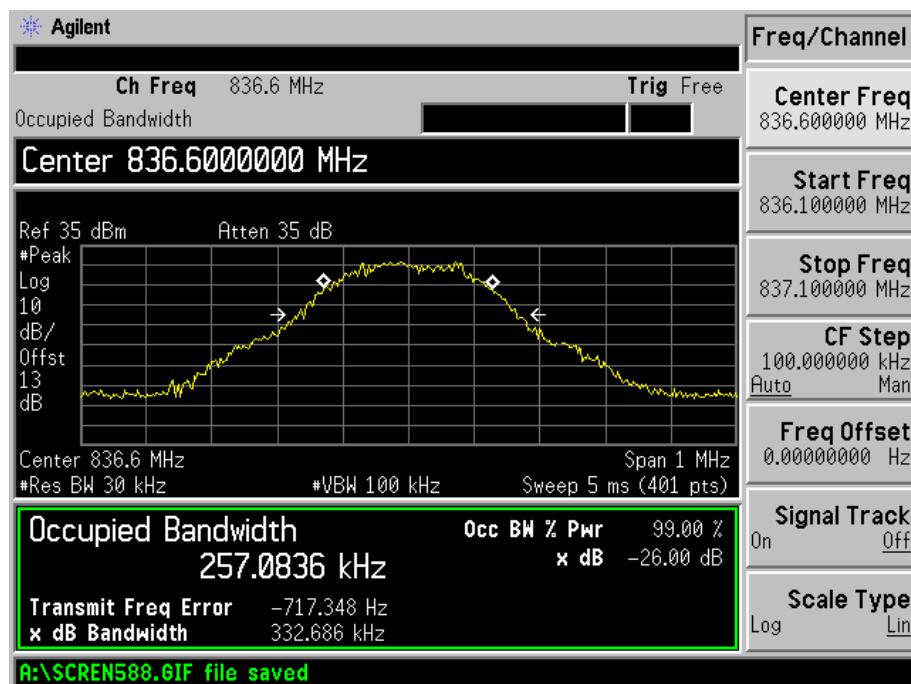 Agilent
Freq/Channel
Ch Freq 836.6 MHz Trig Free
Occupied Bandwidth
Center 836.6000000 MHz
Ref 35 dBm Atten 35 dB
#Peak
Log
10
dB/
Offst
13
dB
Center 836.6 MHz Span 1 MHz
#Res BW 30 kHz #VBW 100 kHz Sweep 5 ms (401 pts)
Occupied Bandwidth
257.0836 kHz
Occ BW % Pwr 99.00 %
x dB -26.00 dB
Transmit Freq Error -717.348 Hz
x dB Bandwidth 332.686 kHz
A:\SCREN588.GIF file saved
Center Freq
836.600000 MHz
Start Freq
836.100000 MHz
Stop Freq
837.100000 MHz
CF Step
100.000000 kHz
Auto Man
Freq Offset
0.00000000 Hz
Signal Track
On Off
Scale Type
Log Lin